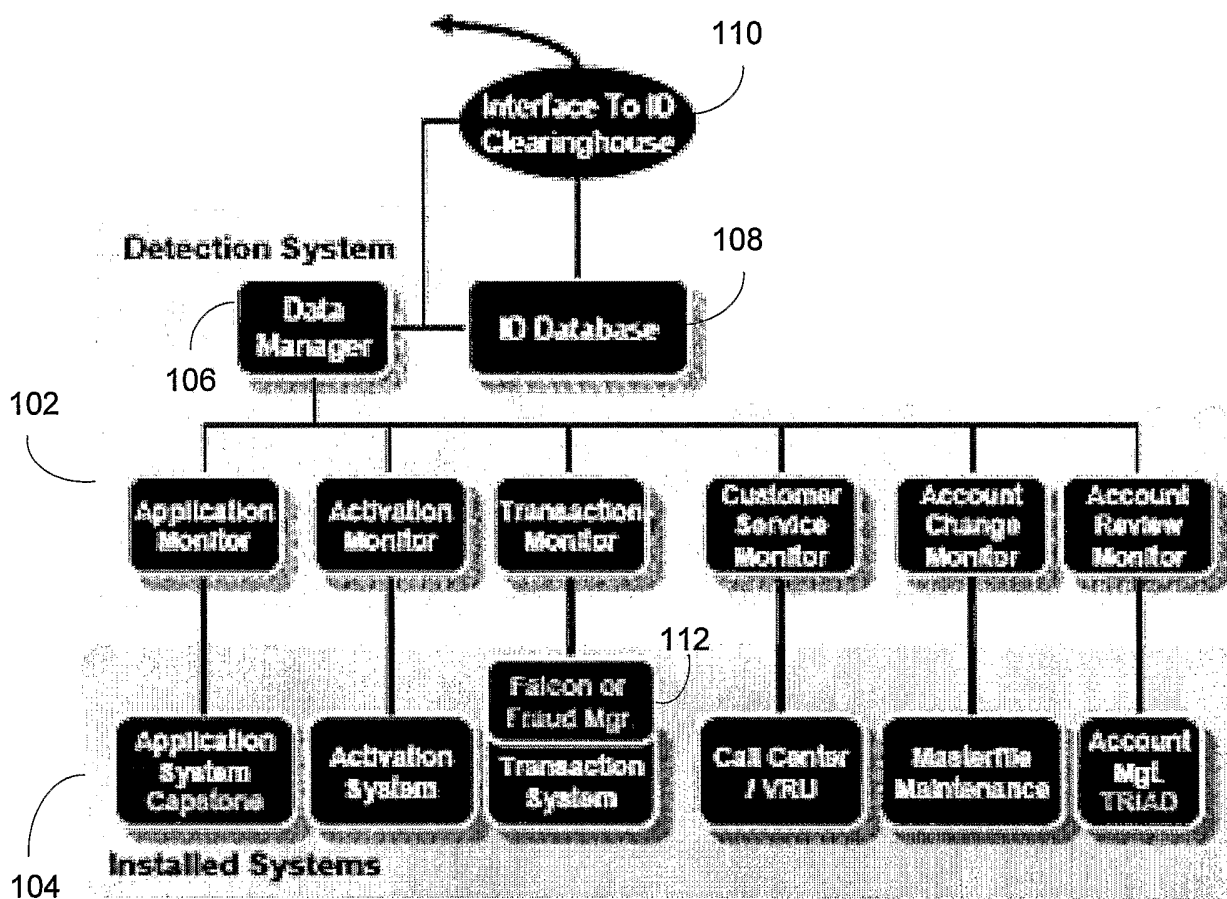 110
Interface To ID
Clearinghouse
Detection System
108
Data
Manager
ID Database
106
102
Application
Monitor
Activation
Monitor
Transaction-
Monitor
Customer
Service
Monitor
Account
Change
Monitor
Account
Review
Monitor
112
Falcon or
Fraud Mgr.
Application
System
Capstone
Activation
System
Transaction
System
Call Center
/ VRU
Masterfile
Maintenance
Account
Mgt.
TRIAD
Installed Systems
104